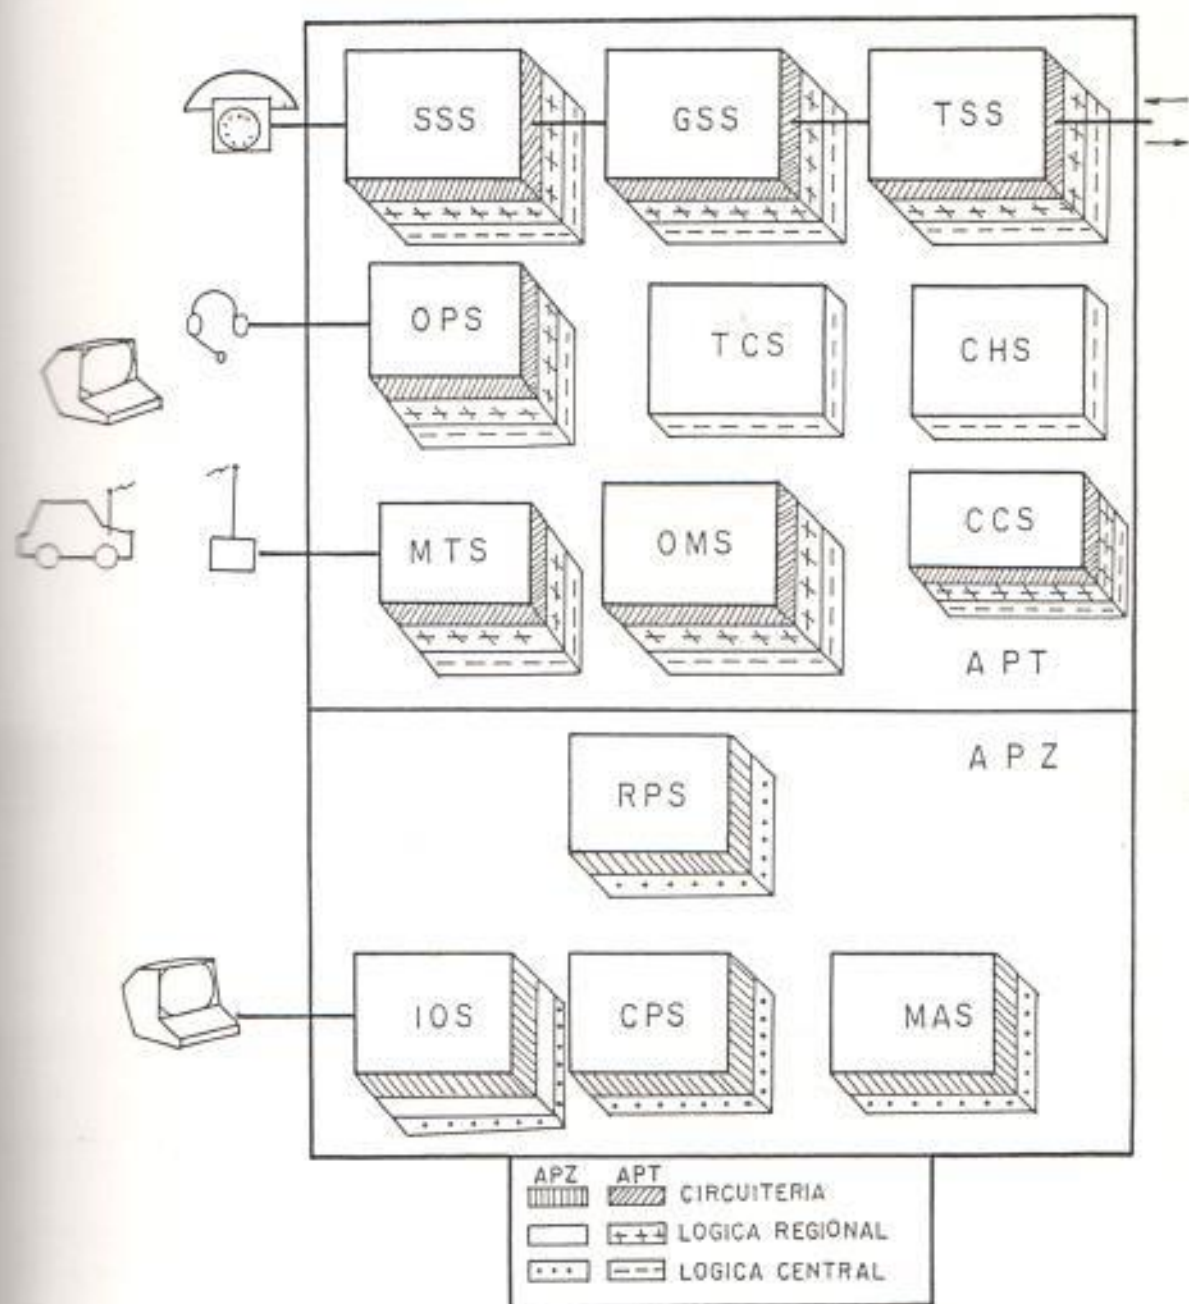 SSS GSS TSS
OPS TCS CHS
MTS OMS CCS
APT
APZ
RPS
IOS CPS MAS
APZ APT
CIRCUITERIA
LOGICA REGIONAL
LOGICA CENTRAL